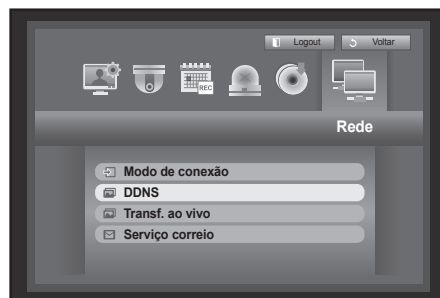 Logout Voltar
REC
Rede
Modo de conexão
DDNS
Transf. ao vivo
Serviço correio